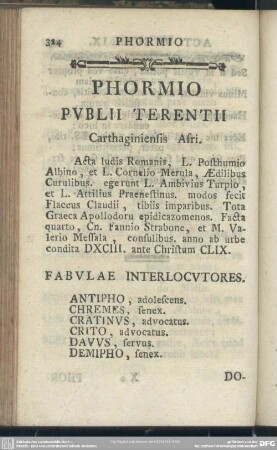 324 PHORMIO
PHORMIO
PVBLII TERENTII
Carthaginiensis Afri.
Acta ludis Romanis, L. Posthumio
Albino, et L. Cornelio Merula, Ædilibus
Curulibus. egerunt L. Ambivius Turpio,
et L. Attilius Praenestinus. modos fecit
Flaccus Claudii, tibiis imparibus. Tota
Graeca Apollodoru epidicazomenos. Facta
quarto, Cn. Fannio Strabone, et M. Va-
lerio Messala, consulibus. anno ab urbe
condita DXCIII. ante Christum CLIX.
FABVLAE INTERLOCVTORES.
ANTIPHO, adolescens.
CHREMES, senex.
CRATINVS, advocatus.
CRITO, advocatus.
DAVVS, servus.
DEMIPHO, senex.
DO-